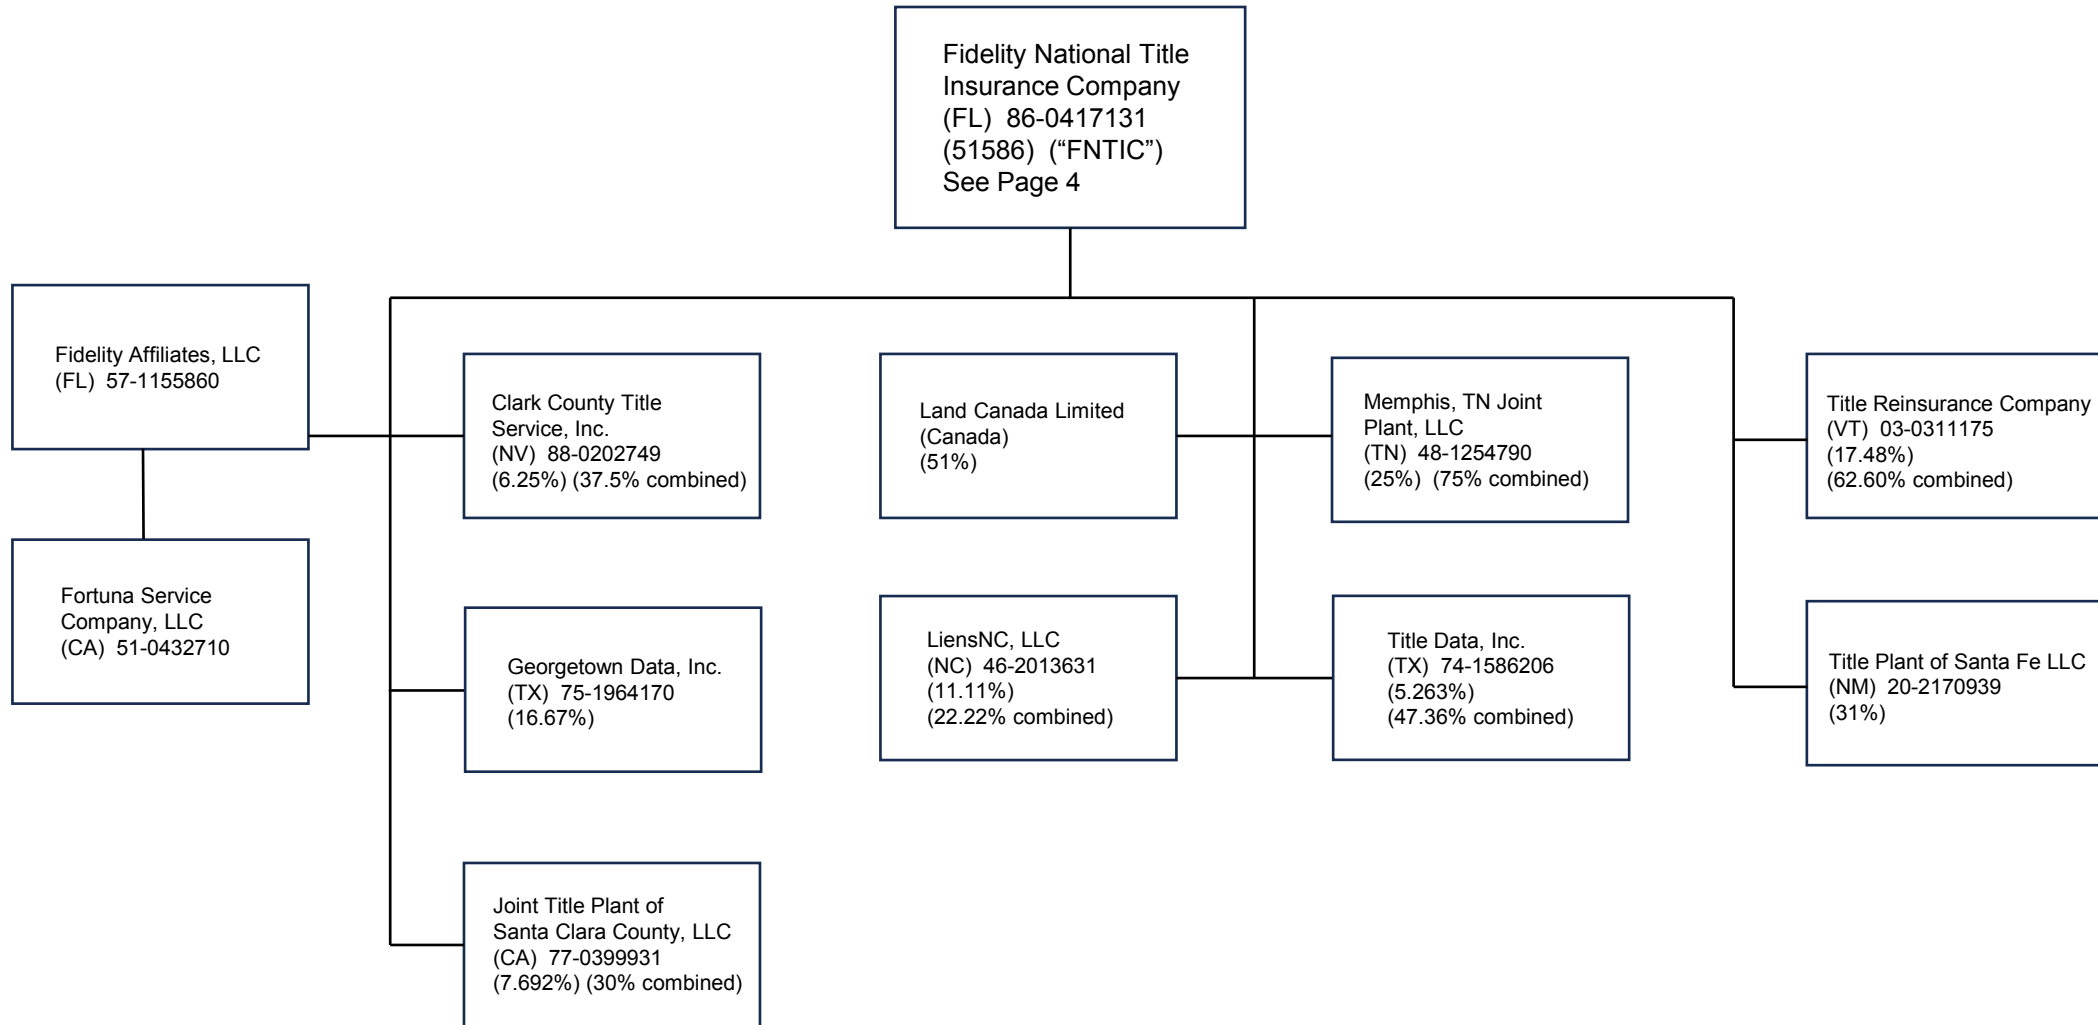 Fidelity National Title
Insurance Company
(FL) 86-0417131
(51586) (“FNTIC”)
See Page 4
Fidelity Affiliates, LLC
(FL) 57-1155860
Clark County Title
Service, Inc.
(NV) 88-0202749
(6.25%) (37.5% combined)
Land Canada Limited
(Canada)
(51%)
Memphis, TN Joint
Plant, LLC
(TN) 48-1254790
(25%) (75% combined)
Title Reinsurance Company
(VT) 03-0311175
(17.48%)
(62.60% combined)
Fortuna Service
Company, LLC
(CA) 51-0432710
Georgetown Data, Inc.
(TX) 75-1964170
(16.67%)
LiensNC, LLC
(NC) 46-2013631
(11.11%)
(22.22% combined)
Title Data, Inc.
(TX) 74-1586206
(5.263%)
(47.36% combined)
Title Plant of Santa Fe LLC
(NM) 20-2170939
(31%)
Joint Title Plant of
Santa Clara County, LLC
(CA) 77-0399931
(7.692%) (30% combined)